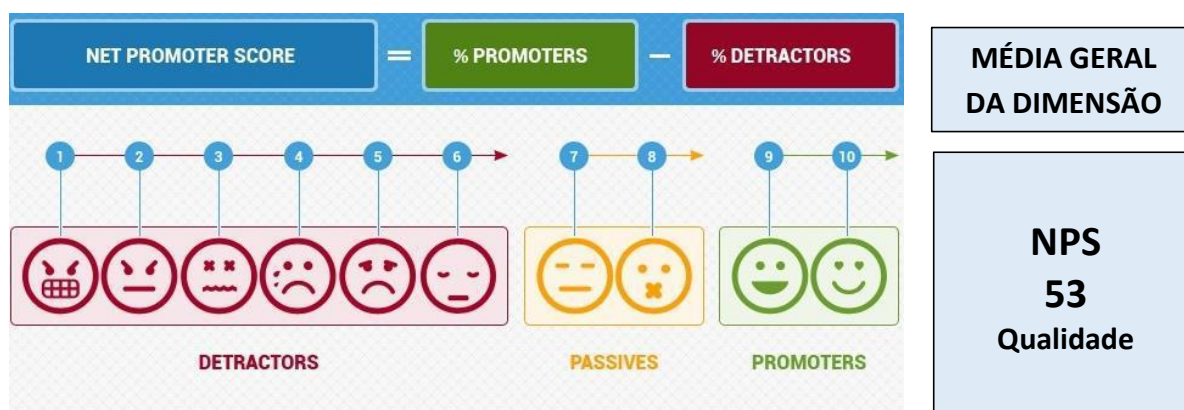 NET PROMOTER SCORE = % PROMOTERS – % DETRACTORS
1 2 3 4 5 6 7 8 9 10
DETRACTORS PASSIVES PROMOTERS
MÉDIA GERAL
DA DIMENSÃO
NPS
53
Qualidade